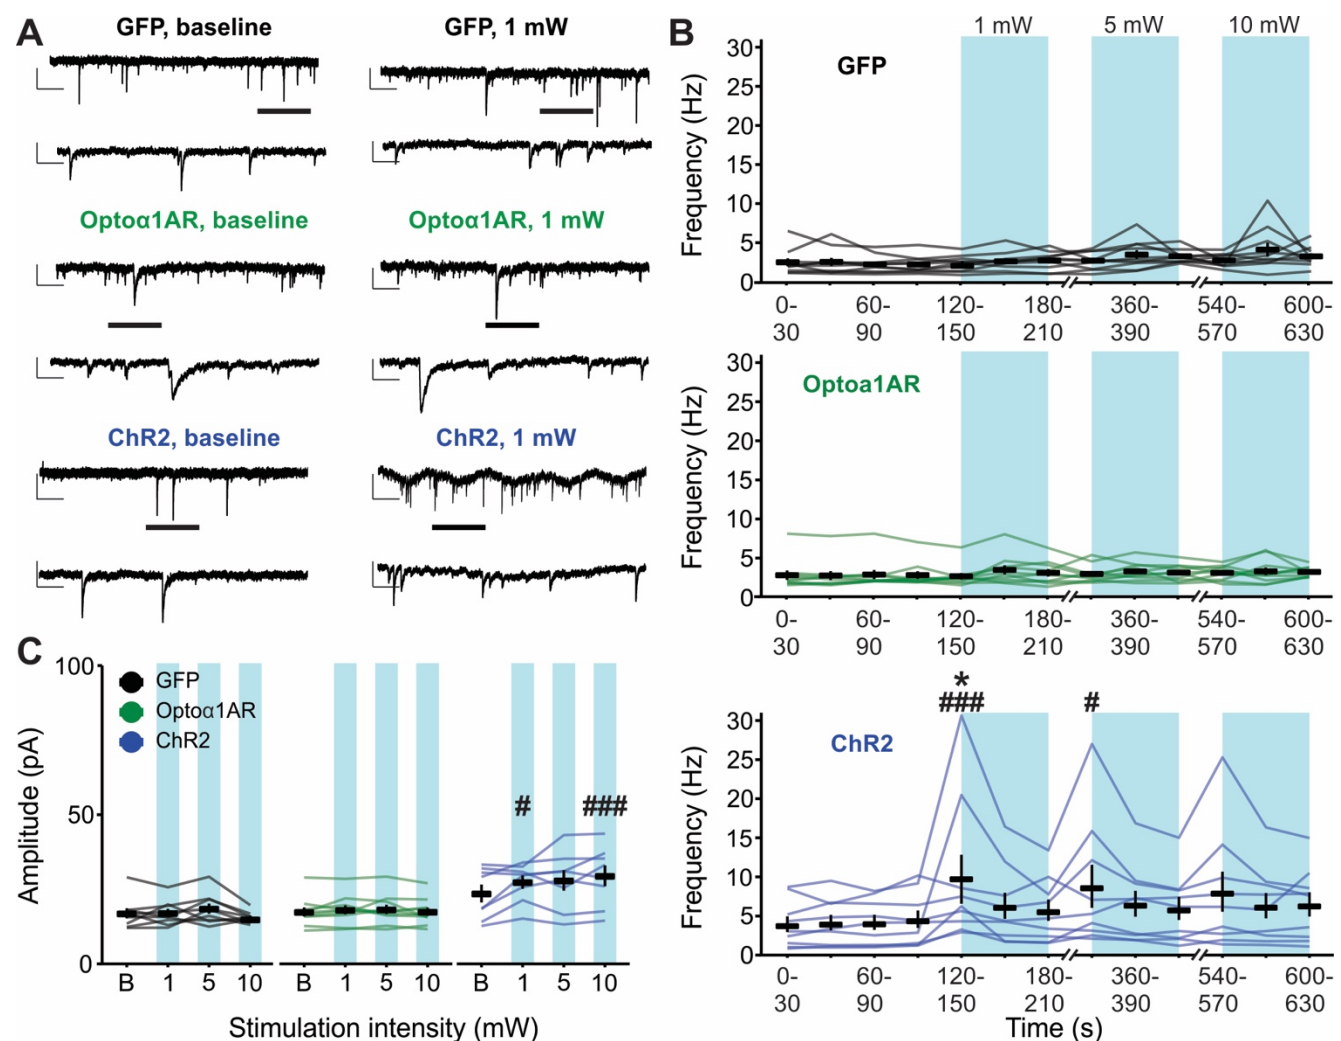 A
GFP, baseline
GFP, 1 mW
Optoα1AR, baseline
Optoα1AR, 1 mW
ChR2, baseline
ChR2, 1 mW
B
1 mW
5 mW
10 mW
GFP
Frequency (Hz)
30
25
20
15
10
5
0
0-
30
60-
90
120-
150
180-
210
360-
390
540-
570
600-
630
Optoa1AR
Frequency (Hz)
30
25
20
15
10
5
0
0-
30
60-
90
120-
150
180-
210
360-
390
540-
570
600-
630
*
###
#
ChR2
Frequency (Hz)
30
25
20
15
10
5
0
0-
30
60-
90
120-
150
180-
210
360-
390
540-
570
600-
630
Time (s)
C
100
50
0
Amplitude (pA)
GFP
Optoα1AR
ChR2
#
###
B 1 5 10 B 1 5 10 B 1 5 10
Stimulation intensity (mW)